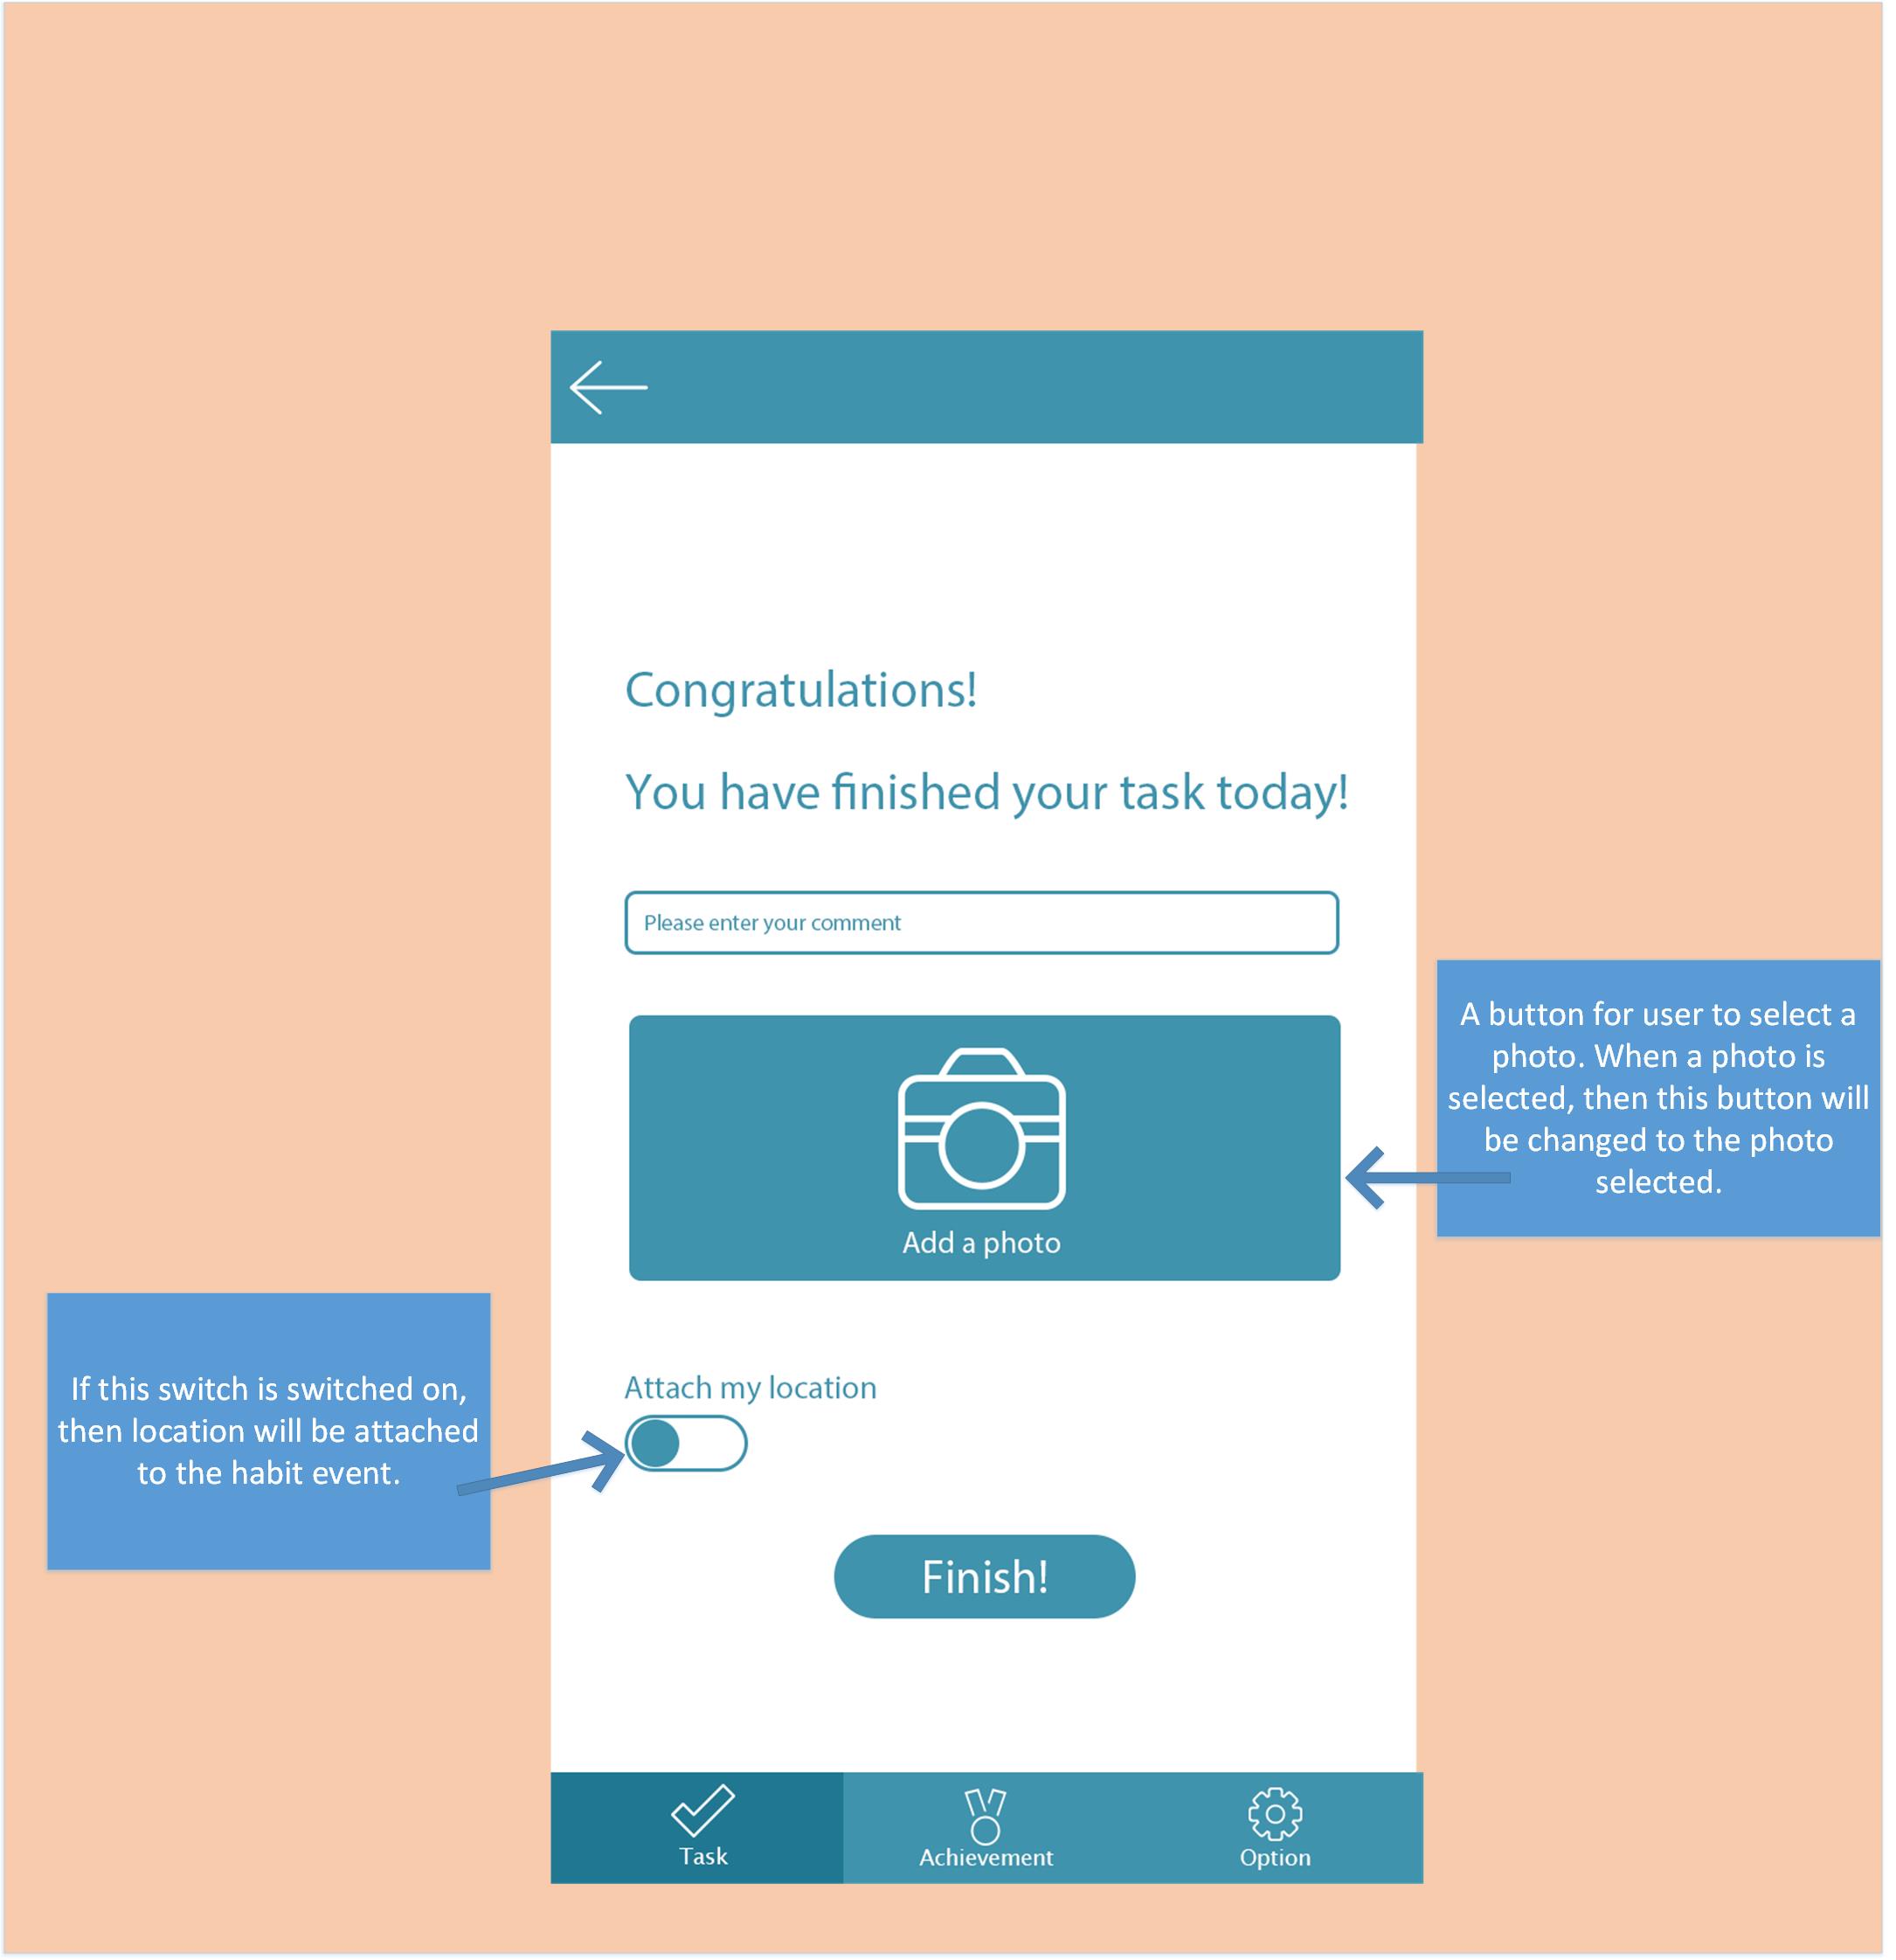 Congratulations!
You have finished your task today!
Please enter your comment
A button for user to select a
photo. When a photo is
selected, then this button will
be changed to the photo
selected.
Add a photo
If this switch is switched on,
then location will be attached
to the habit event.
Attach my location
Finish!
Task
Achievement
Option